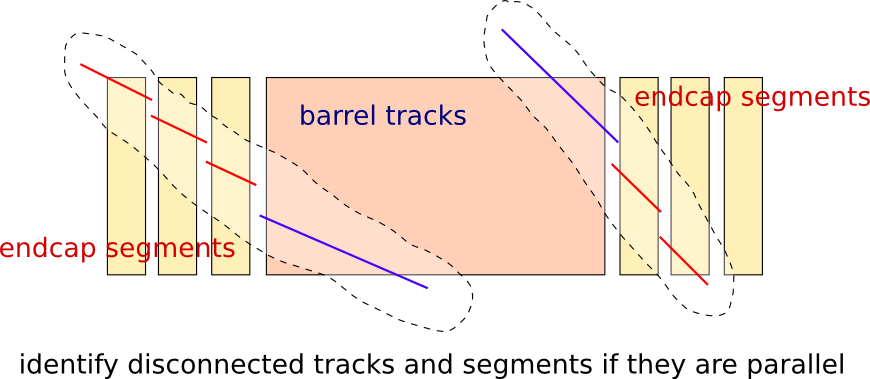 endcap segments
barrel tracks
endcap segments
identify disconnected tracks and segments if they are parallel